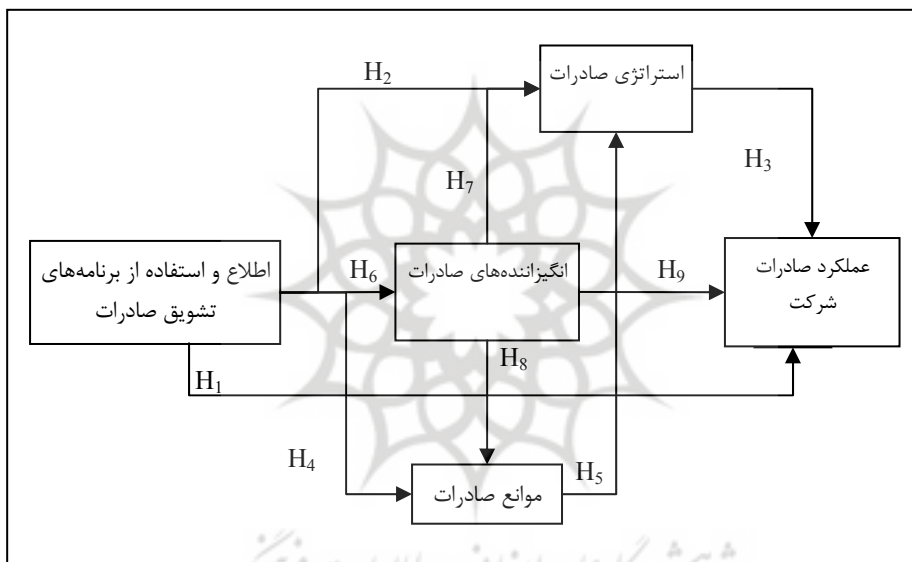 استراتژی صادرات
H2
H3
H7
اطلاع و استفاده از برنامه‌های
تشویق صادرات
H6
انگیزاننده‌های صادرات
H9
عملکرد صادرات
شرکت
H8
H1
H4
موانع صادرات
H5